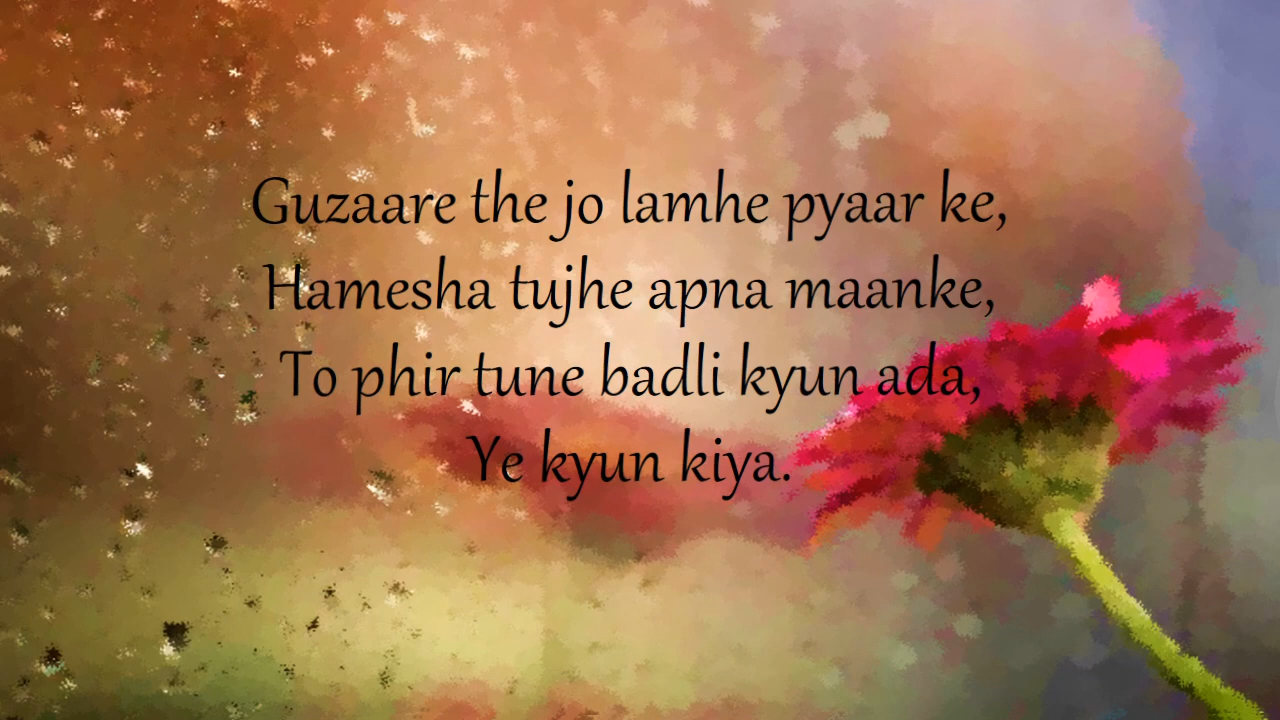 Guzaare the jo lamhe pyaar ke,
Hamesha tujhe apna maanke,
To phir tune badli kyun ada,
Ye kyun kiya.